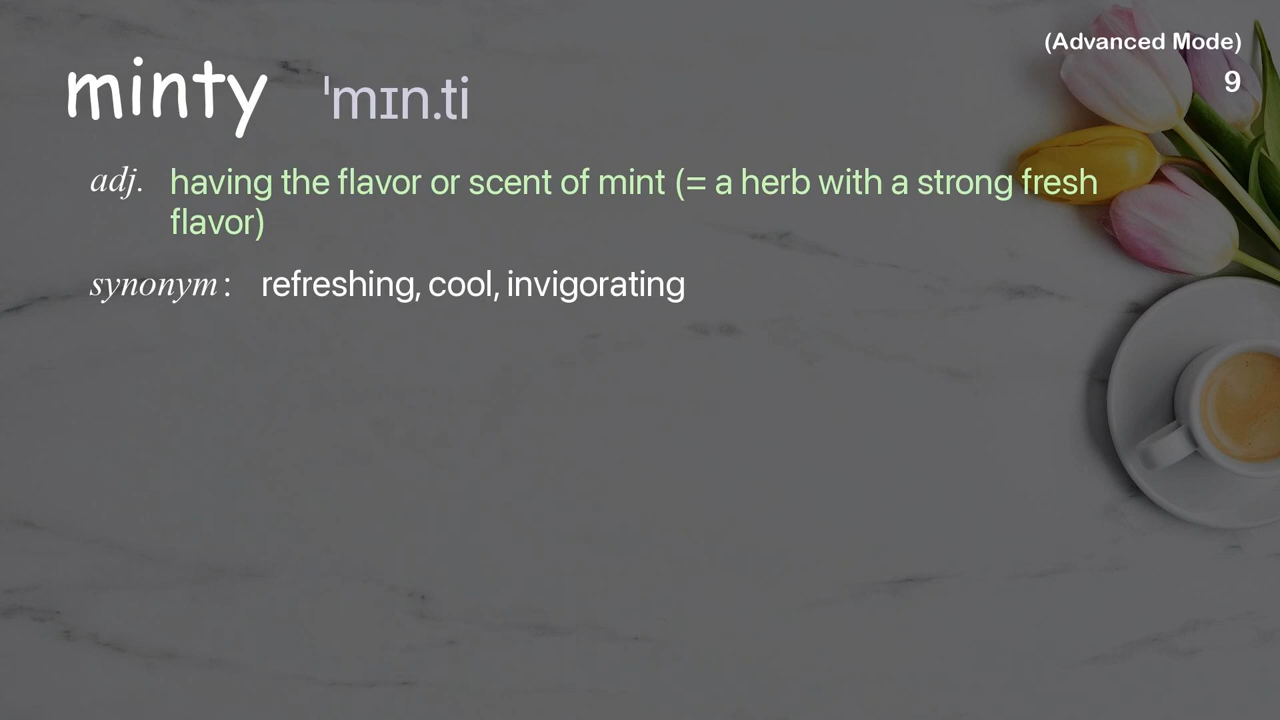 (Advanced Mode)
9
minty ˈmɪn.ti
adj. having the flavor or scent of mint (= a herb with a strong fresh
flavor)
synonym: refreshing, cool, invigorating